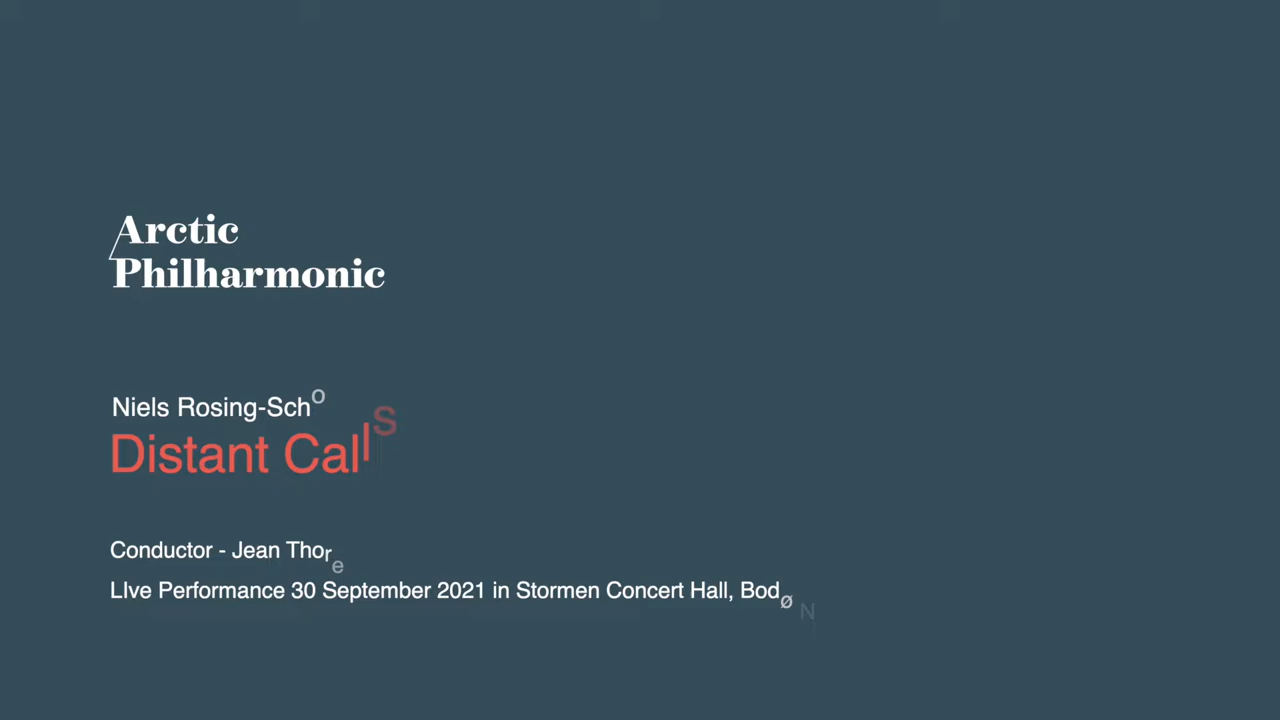 Arctic
Philharmonic
Niels Rosing-Scho
Distant Calls
Conductor - Jean Thore
LIve Performance 30 September 2021 in Stormen Concert Hall, Bodø N